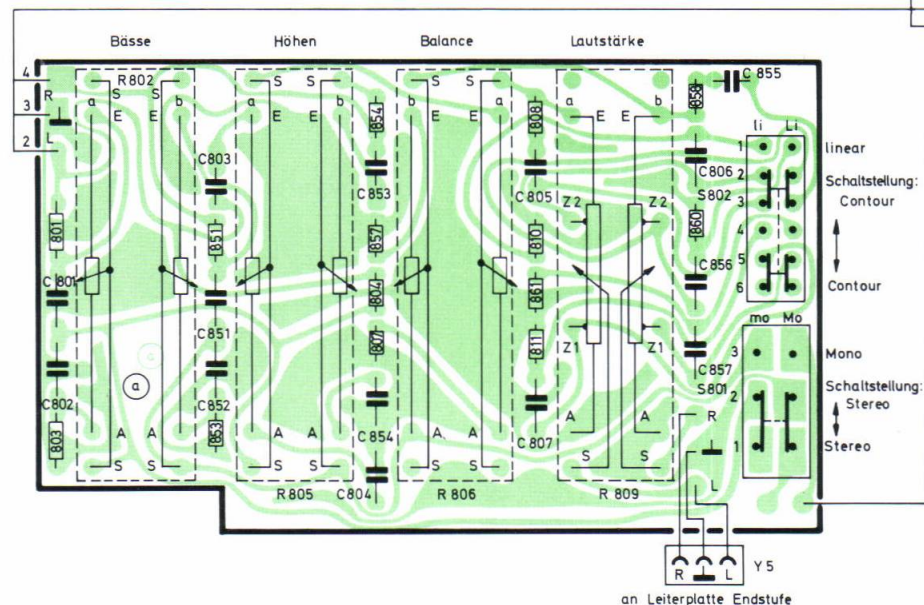 Bässe Höhen Balance Lautstärke
4 R802 S S S S S S C 855
R a S S b a b a b a b 858 li Li
3 E E E E E E E E
L 854 808
2 1 linear
C803 C853 C805 C806
S802 2 Schaltstellung:
Z2 Z2 3 Contour
801 851 857 810 860 4
C 801 804 861 C856 5
6 Contour
C851 807 811 Z1 Z1 mo Mo
C857 3 Mono
C802 C852 S801 Schaltstellung:
a 2 Stereo
803 853 C854 C807 R
A A A A A A A A 1 Stereo
S S S S S S S S L
R 805 C804 R 806 R 809
R L Y5
an Leiterplatte Endstufe